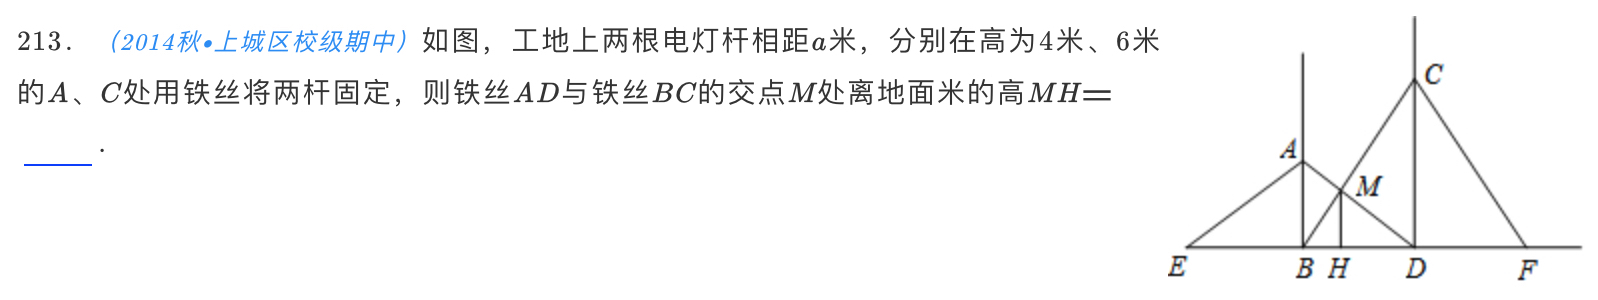 213. （2014秋•上城区校级期中）如图，工地上两根电灯杆相距a米，分别在高为4米、6米
的A、C处用铁丝将两杆固定，则铁丝AD与铁丝BC的交点M处离地面米的高MH=
____ .
C
A
M
E B H D F